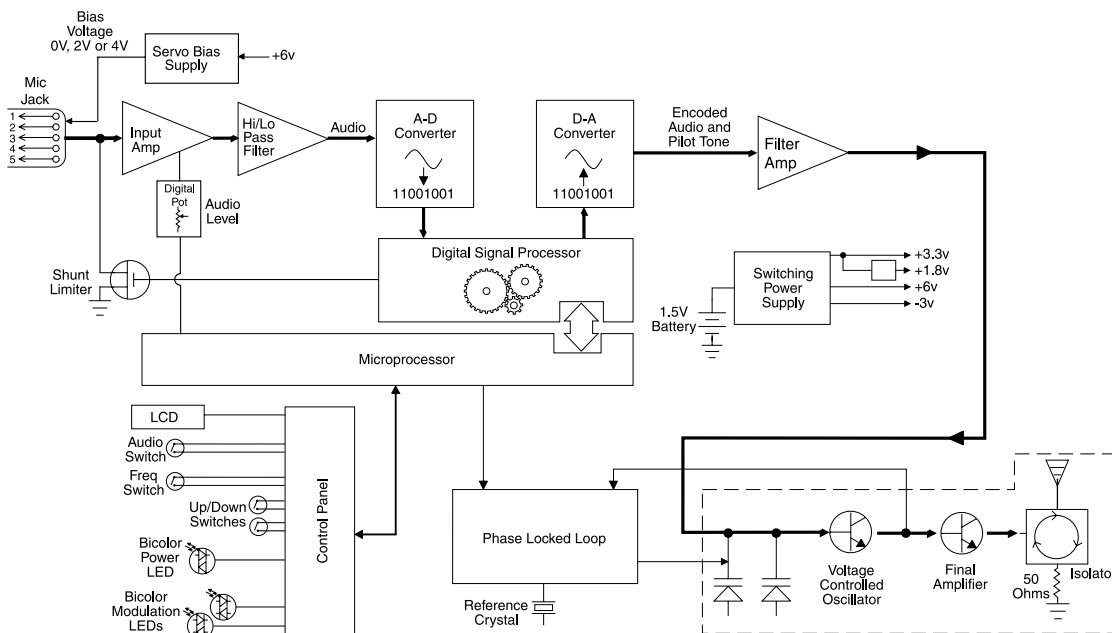 Bias
Voltage
0V, 2V or 4V
Servo Bias
Supply
+6v
Mic
Jack
1
2
3
4
5
Input
Amp
Hi/Lo
Pass
Filter
Audio
A-D
Converter
11001001
D-A
Converter
11001001
Encoded
Audio and
Pilot Tone
Filter
Amp
Digital
Pot
Audio
Level
Shunt
Limiter
Digital Signal Processor
Switching
Power
Supply
+3.3v
+1.8v
+6v
-3v
1.5V
Battery
Microprocessor
LCD
Audio
Switch
Freq
Switch
Up/Down
Switches
Bicolor
Power
LED
Bicolor
Modulation
LEDs
Control Panel
Phase Locked Loop
Reference
Crystal
Voltage
Controlled
Oscillator
Final
Amplifier
50
Ohms
Isolato